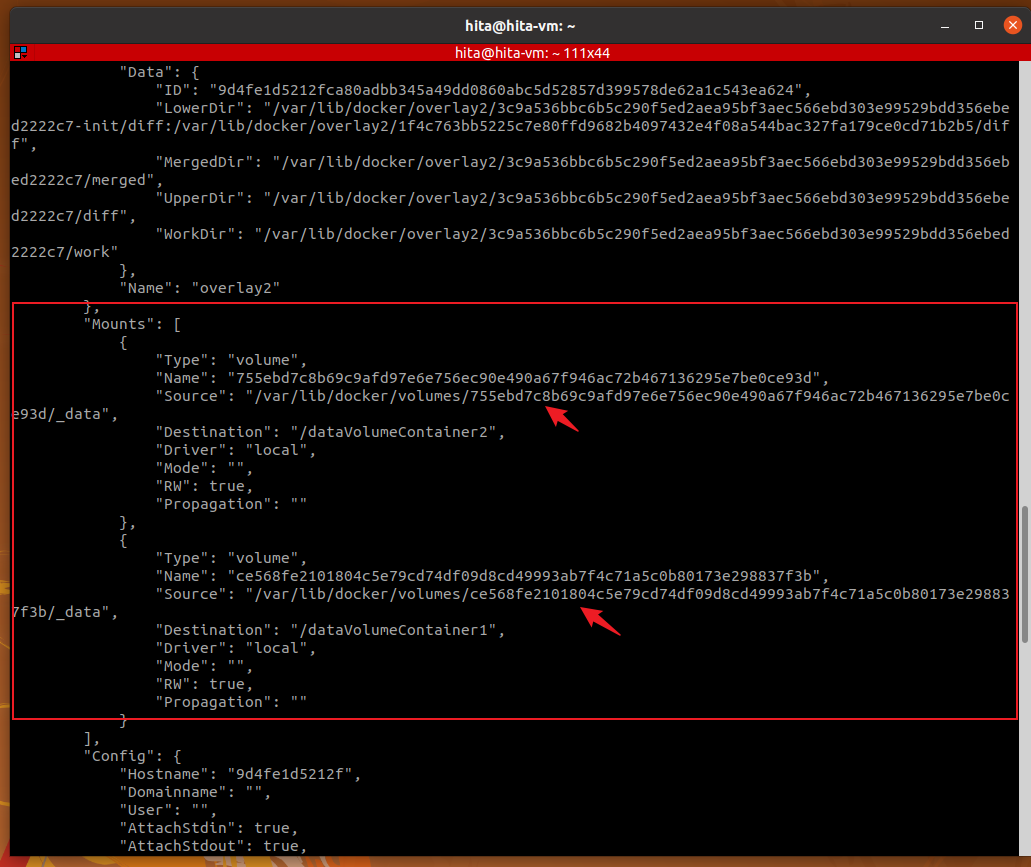 hita@hita-vm: ~
hita@hita-vm: ~ 111x44
"Data": {
"ID": "9d4fe1d5212fca80adbb345a49dd0860abc5d52857d399578de62a1c543ea624",
"LowerDir": "/var/lib/docker/overlay2/3c9a536bbc6b5c290f5ed2aea95bf3aec566ebd303e99529bdd356ebe
d2222c7-init/diff:/var/lib/docker/overlay2/1f4c763bb5225c7e80ffd9682b4097432e4f08a544bac327fa179ce0cd71b2b5/dif
f",
"MergedDir": "/var/lib/docker/overlay2/3c9a536bbc6b5c290f5ed2aea95bf3aec566ebd303e99529bdd356eb
ed2222c7/merged",
"UpperDir": "/var/lib/docker/overlay2/3c9a536bbc6b5c290f5ed2aea95bf3aec566ebd303e99529bdd356ebe
d2222c7/diff",
"WorkDir": "/var/lib/docker/overlay2/3c9a536bbc6b5c290f5ed2aea95bf3aec566ebd303e99529bdd356ebed
2222c7/work"
},
"Name": "overlay2"
},
"Mounts": [
{
"Type": "volume",
"Name": "755ebd7c8b69c9afd97e6e756ec90e490a67f946ac72b467136295e7be0ce93d",
"Source": "/var/lib/docker/volumes/755ebd7c8b69c9afd97e6e756ec90e490a67f946ac72b467136295e7be0c
e93d/_data",
"Destination": "/dataVolumeContainer2",
"Driver": "local",
"Mode": "",
"RW": true,
"Propagation": ""
},
{
"Type": "volume",
"Name": "ce568fe2101804c5e79cd74df09d8cd49993ab7f4c71a5c0b80173e298837f3b",
"Source": "/var/lib/docker/volumes/ce568fe2101804c5e79cd74df09d8cd49993ab7f4c71a5c0b80173e29883
7f3b/_data",
"Destination": "/dataVolumeContainer1",
"Driver": "local",
"Mode": "",
"RW": true,
"Propagation": ""
}
],
"Config": {
"Hostname": "9d4fe1d5212f",
"Domainname": "",
"User": "",
"AttachStdin": true,
"AttachStdout": true,